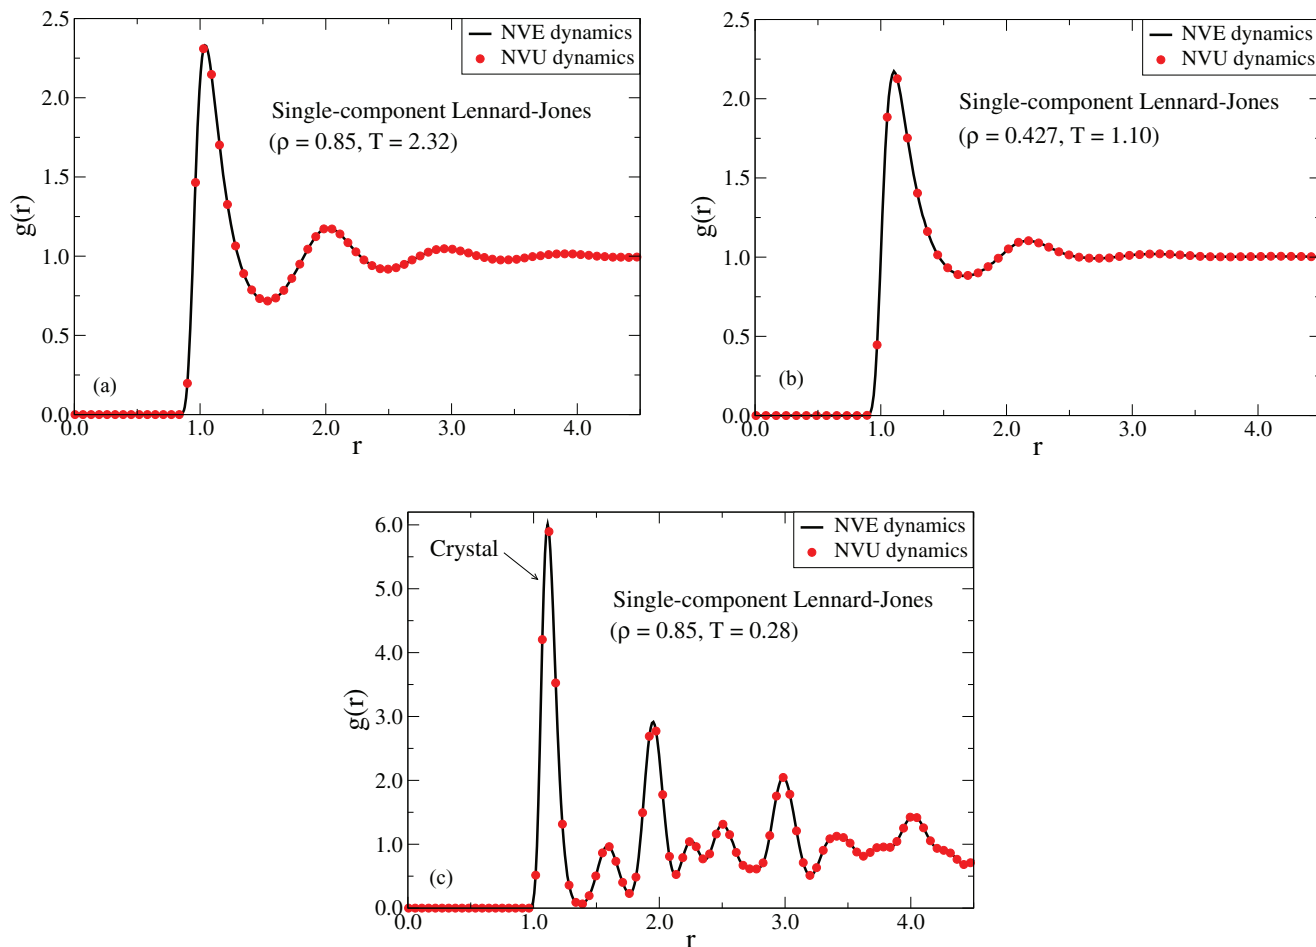 2.5
2.0
1.5
1.0
0.5
0.0
g(r)
NVE dynamics
NVU dynamics
Single-component Lennard-Jones
(ρ = 0.85, T = 2.32)
(a)
0.0 1.0 2.0 3.0 4.0
r
2.5
2.0
1.5
1.0
0.5
0.0
g(r)
NVE dynamics
NVU dynamics
Single-component Lennard-Jones
(ρ = 0.427, T = 1.10)
(b)
0.0 1.0 2.0 3.0 4.0
r
6.0
5.0
4.0
3.0
2.0
1.0
0.0
g(r)
NVE dynamics
NVU dynamics
Crystal
Single-component Lennard-Jones
(ρ = 0.85, T = 0.28)
(c)
0.0 1.0 2.0 3.0 4.0
r